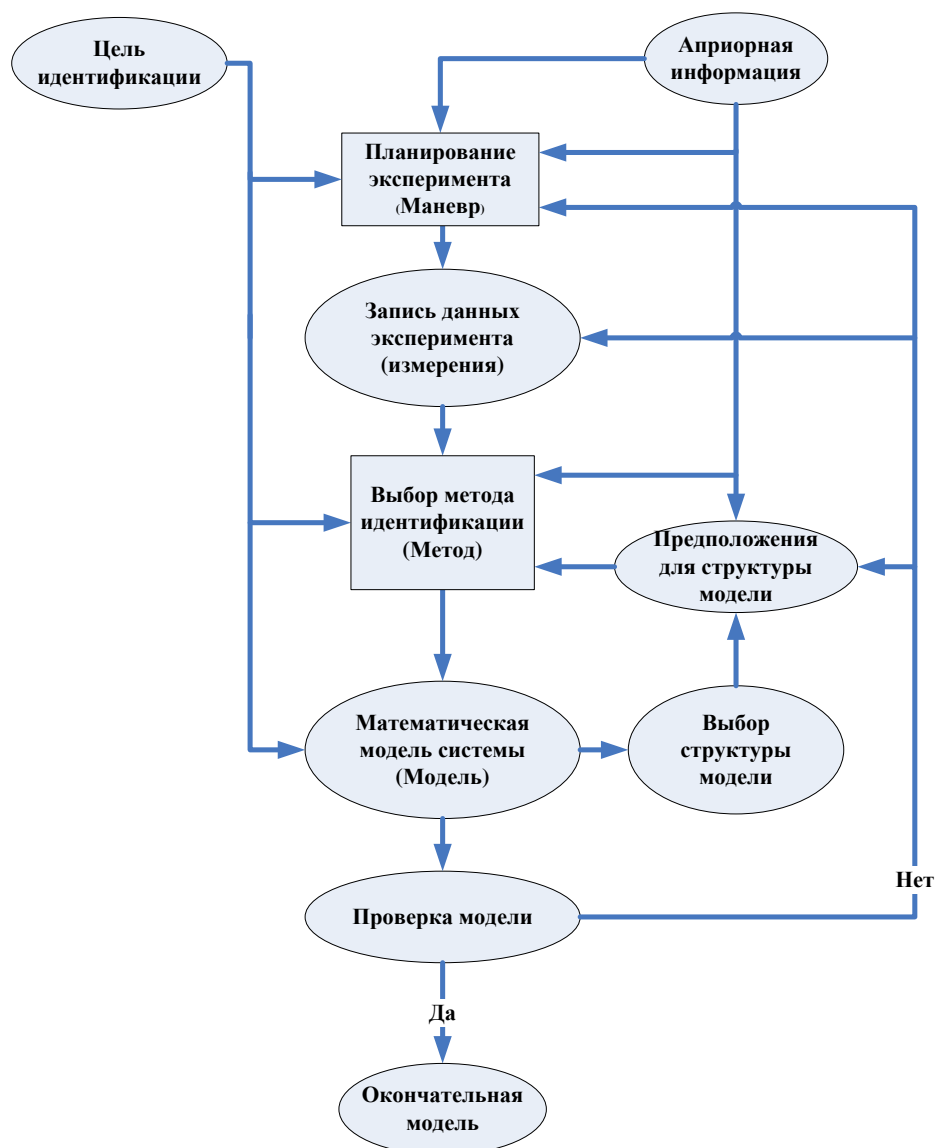 Цель
идентификации
Априорная
информация
Планирование
эксперимента
(Маневр)
Запись данных
эксперимента
(измерения)
Выбор метода
идентификации
(Метод)
Предположения
для структуры
модели
Математическая
модель системы
(Модель)
Выбор
структуры
модели
Нет
Проверка модели
Да
Окончательная
модель